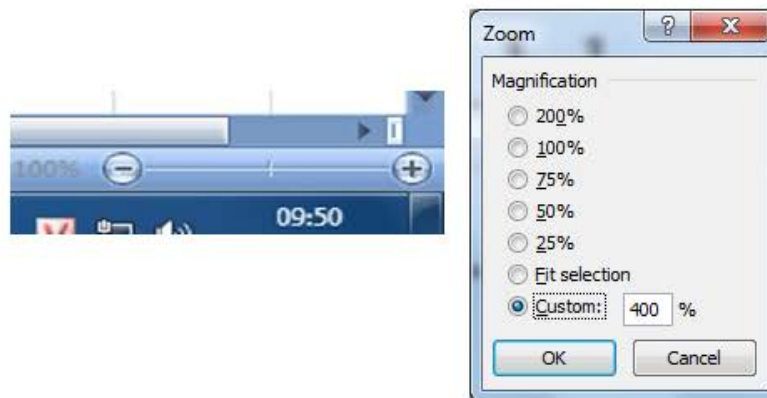 100%
09:50
Zoom
Magnification
200%
100%
75%
50%
25%
Fit selection
Custom: 400 %
OK Cancel